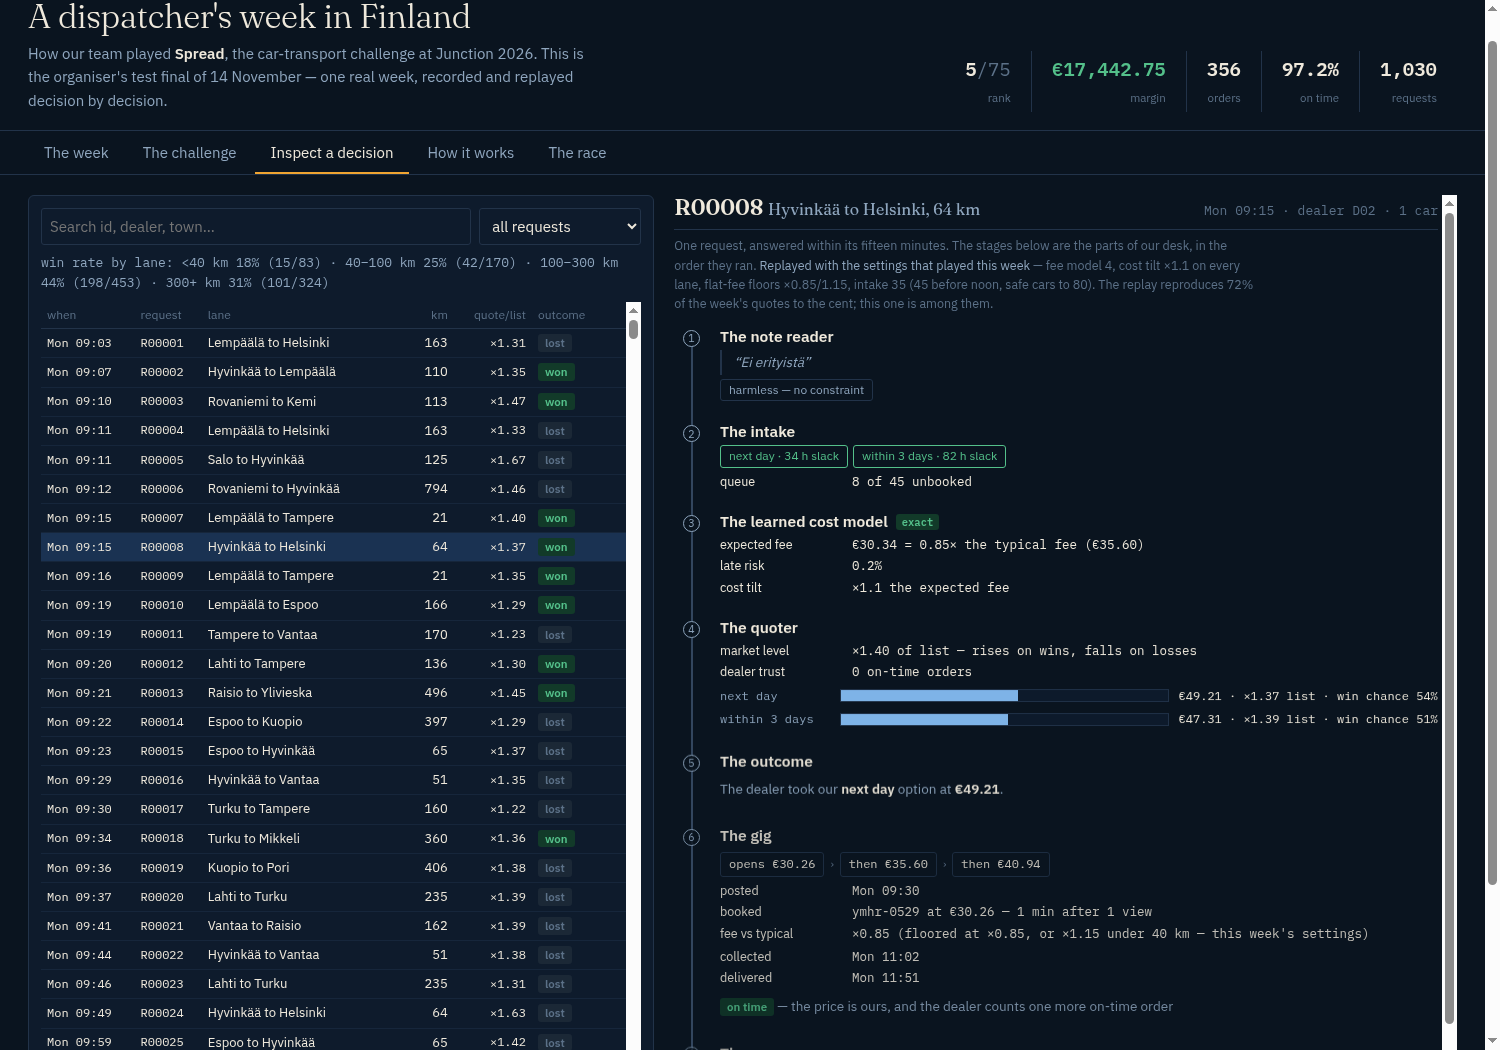 A dispatcher's week in Finland
How our team played Spread, the car-transport challenge at Junction 2026. This is
the organiser's test final of 14 November — one real week, recorded and replayed
decision by decision.
5/75 €17,442.75 356 97.2% 1,030
rank margin orders on time requests
The week The challenge Inspect a decision How it works The race
Search id, dealer, town... all requests
win rate by lane: <40 km 18% (15/83) · 40–100 km 25% (42/170) · 100–300 km
44% (198/453) · 300+ km 31% (101/324)
when request lane km quote/list outcome
Mon 09:03 R00001 Lempäälä to Helsinki 163 ×1.31 lost
Mon 09:07 R00002 Hyvinkää to Lempäälä 110 ×1.35 won
Mon 09:10 R00003 Rovaniemi to Kemi 113 ×1.47 won
Mon 09:11 R00004 Lempäälä to Helsinki 163 ×1.33 lost
Mon 09:11 R00005 Salo to Hyvinkää 125 ×1.67 lost
Mon 09:12 R00006 Rovaniemi to Hyvinkää 794 ×1.46 lost
Mon 09:15 R00007 Lempäälä to Tampere 21 ×1.40 won
Mon 09:15 R00008 Hyvinkää to Helsinki 64 ×1.37 won
Mon 09:16 R00009 Lempäälä to Tampere 21 ×1.35 won
Mon 09:19 R00010 Lempäälä to Espoo 166 ×1.29 won
Mon 09:19 R00011 Tampere to Vantaa 170 ×1.23 lost
Mon 09:20 R00012 Lahti to Tampere 136 ×1.30 won
Mon 09:21 R00013 Raisio to Ylivieska 496 ×1.45 won
Mon 09:22 R00014 Espoo to Kuopio 397 ×1.29 lost
Mon 09:23 R00015 Espoo to Hyvinkää 65 ×1.37 lost
Mon 09:29 R00016 Hyvinkää to Vantaa 51 ×1.35 lost
Mon 09:30 R00017 Turku to Tampere 160 ×1.22 lost
Mon 09:34 R00018 Turku to Mikkeli 360 ×1.36 won
Mon 09:36 R00019 Kuopio to Pori 406 ×1.38 lost
Mon 09:37 R00020 Lahti to Turku 235 ×1.39 lost
Mon 09:41 R00021 Vantaa to Raisio 162 ×1.39 lost
Mon 09:44 R00022 Hyvinkää to Vantaa 51 ×1.38 lost
Mon 09:46 R00023 Lahti to Turku 235 ×1.31 lost
Mon 09:49 R00024 Hyvinkää to Helsinki 64 ×1.63 lost
Mon 09:59 R00025 Espoo to Hyvinkää 65 ×1.42 lost
R00008 Hyvinkää to Helsinki, 64 km Mon 09:15 · dealer D02 · 1 car
One request, answered within its fifteen minutes. The stages below are the parts of our desk, in the
order they ran. Replayed with the settings that played this week — fee model 4, cost tilt ×1.1 on every
lane, flat-fee floors ×0.85/1.15, intake 35 (45 before noon, safe cars to 80). The replay reproduces 72%
of the week's quotes to the cent; this one is among them.
1 The note reader
“Ei erityistä”
harmless — no constraint
2 The intake
next day · 34 h slack within 3 days · 82 h slack
queue 8 of 45 unbooked
3 The learned cost model exact
expected fee €30.34 = 0.85× the typical fee (€35.60)
late risk 0.2%
cost tilt ×1.1 the expected fee
4 The quoter
market level ×1.40 of list — rises on wins, falls on losses
dealer trust 0 on-time orders
next day €49.21 · ×1.37 list · win chance 54%
within 3 days €47.31 · ×1.39 list · win chance 51%
5 The outcome
The dealer took our next day option at €49.21.
6 The gig
opens €30.26 › then €35.60 › then €40.94
posted Mon 09:30
booked ymhr-0529 at €30.26 — 1 min after 1 view
fee vs typical ×0.85 (floored at ×0.85, or ×1.15 under 40 km — this week's settings)
collected Mon 11:02
delivered Mon 11:51
on time — the price is ours, and the dealer counts one more on-time order